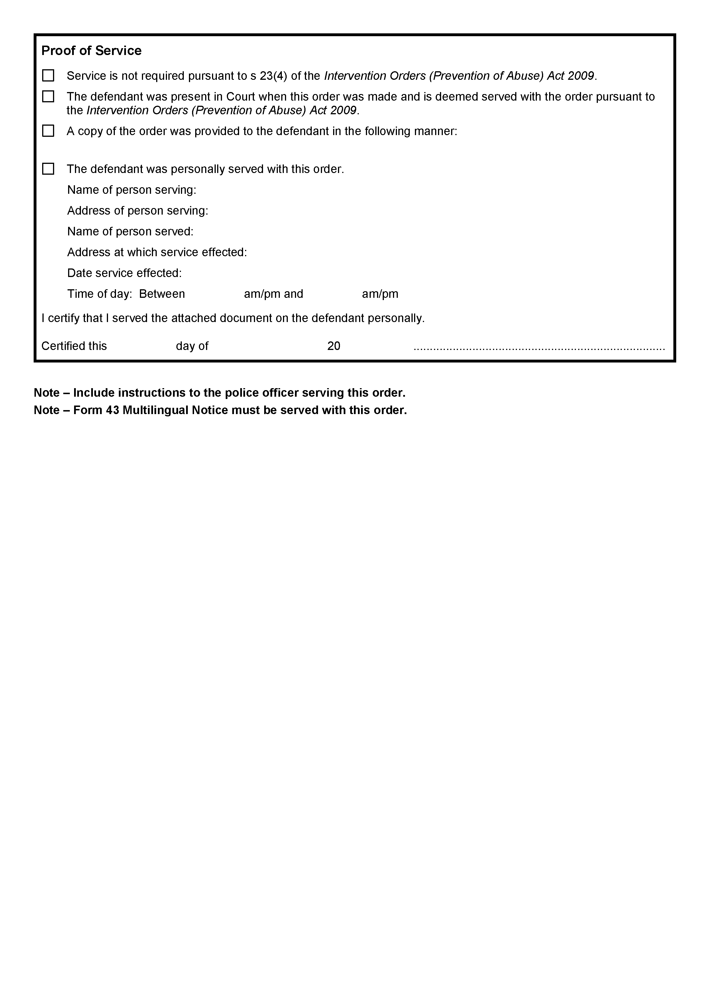 Proof of Service
Service is not required pursuant to s 23(4) of the Intervention Orders (Prevention of Abuse) Act 2009.
The defendant was present in Court when this order was made and is deemed served with the order pursuant to
the Intervention Orders (Prevention of Abuse) Act 2009.
A copy of the order was provided to the defendant in the following manner:
The defendant was personally served with this order.
Name of person serving:
Address of person serving:
Name of person served:
Address at which service effected:
Date service effected:
Time of day: Between am/pm and am/pm
I certify that I served the attached document on the defendant personally.
Certified this day of 20 .............................................................................
Note – Include instructions to the police officer serving this order.
Note – Form 43 Multilingual Notice must be served with this order.